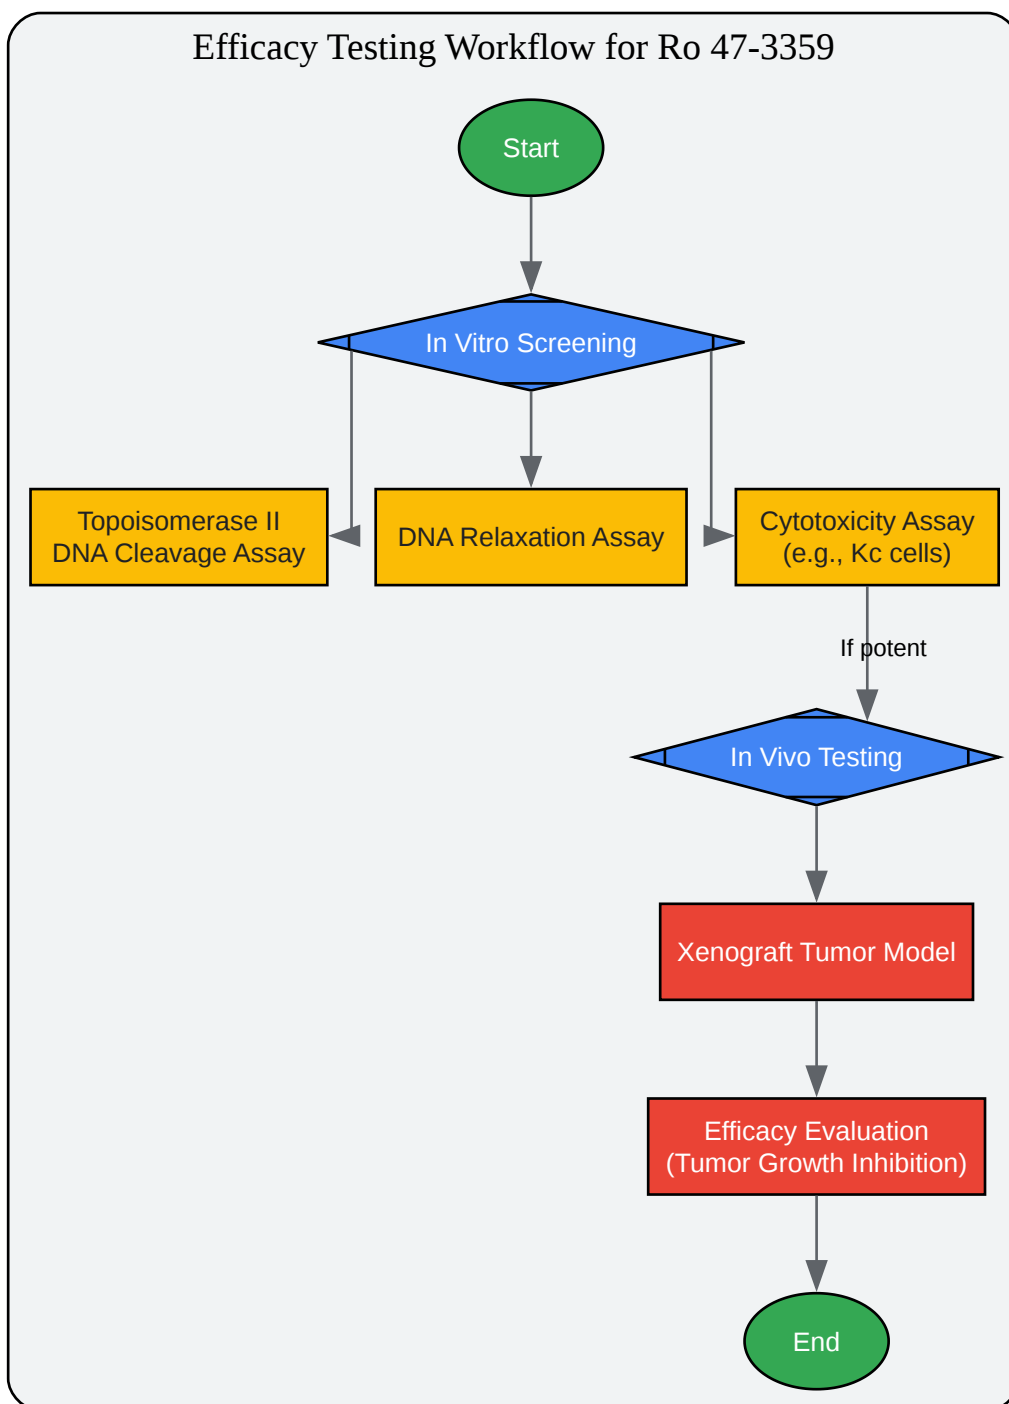 Efficacy Testing Workflow for Ro 47-3359
Start
In Vitro Screening
Topoisomerase II
DNA Cleavage Assay
DNA Relaxation Assay
Cytotoxicity Assay
(e.g., Kc cells)
If potent
In Vivo Testing
Xenograft Tumor Model
Efficacy Evaluation
(Tumor Growth Inhibition)
End